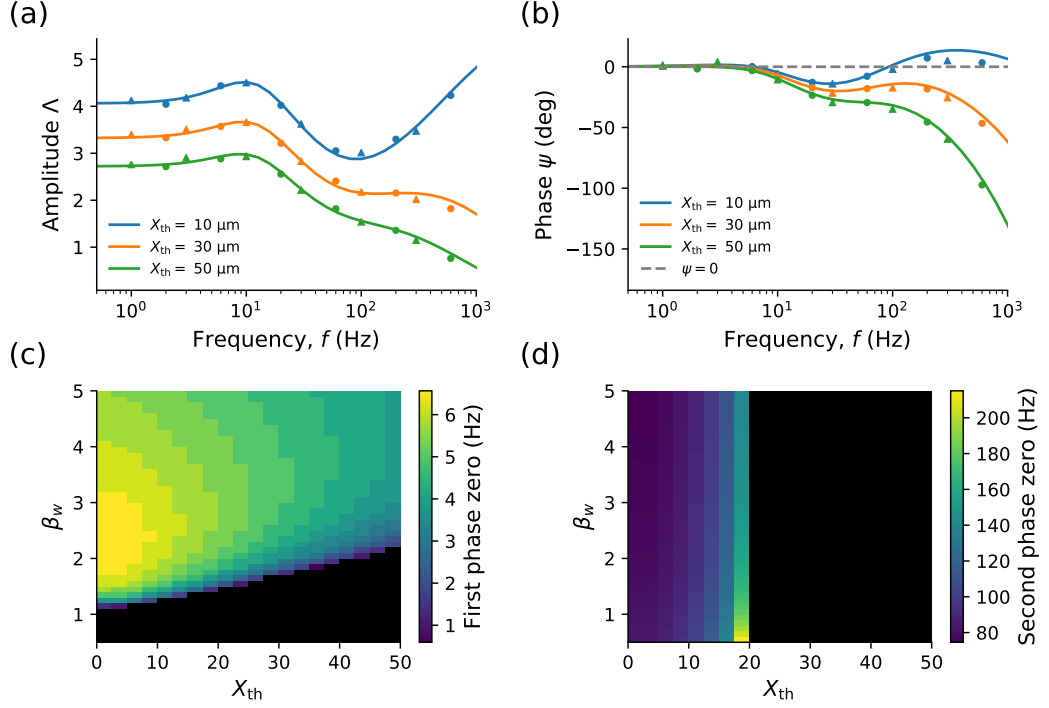 (a)
Amplitude Λ
5
4
3
2
1
X_th = 10 μm
X_th = 30 μm
X_th = 50 μm
10^0
10^1
10^2
10^3
Frequency, f (Hz)
(b)
Phase ψ (deg)
0
−50
−100
−150
X_th = 10 μm
X_th = 30 μm
X_th = 50 μm
ψ = 0
10^0
10^1
10^2
10^3
Frequency, f (Hz)
(c)
β_w
5
4
3
2
1
0
10
20
30
40
50
X_th
6
5
4
3
2
1
First phase zero (Hz)
(d)
β_w
5
4
3
2
1
0
10
20
30
40
50
X_th
200
180
160
140
120
100
80
Second phase zero (Hz)